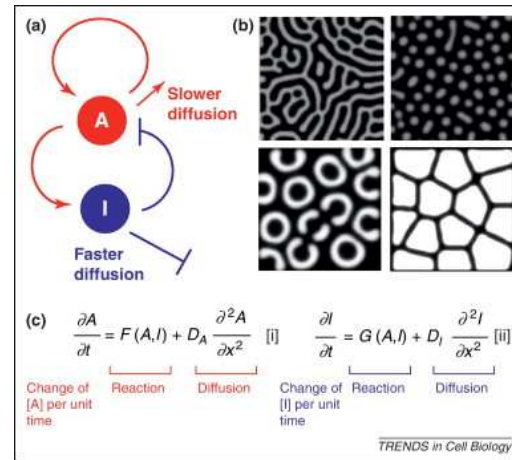 (a)
(b)
Slower
diffusion
A
I
Faster
diffusion
(c) ∂A/∂t = F (A,I) + D_A ∂²A/∂x² [i] ∂I/∂t = G (A,I) + D_I ∂²I/∂x² [ii]
Change of Reaction Diffusion Change of Reaction Diffusion
[A] per unit [I] per unit
time time
TRENDS in Cell Biology